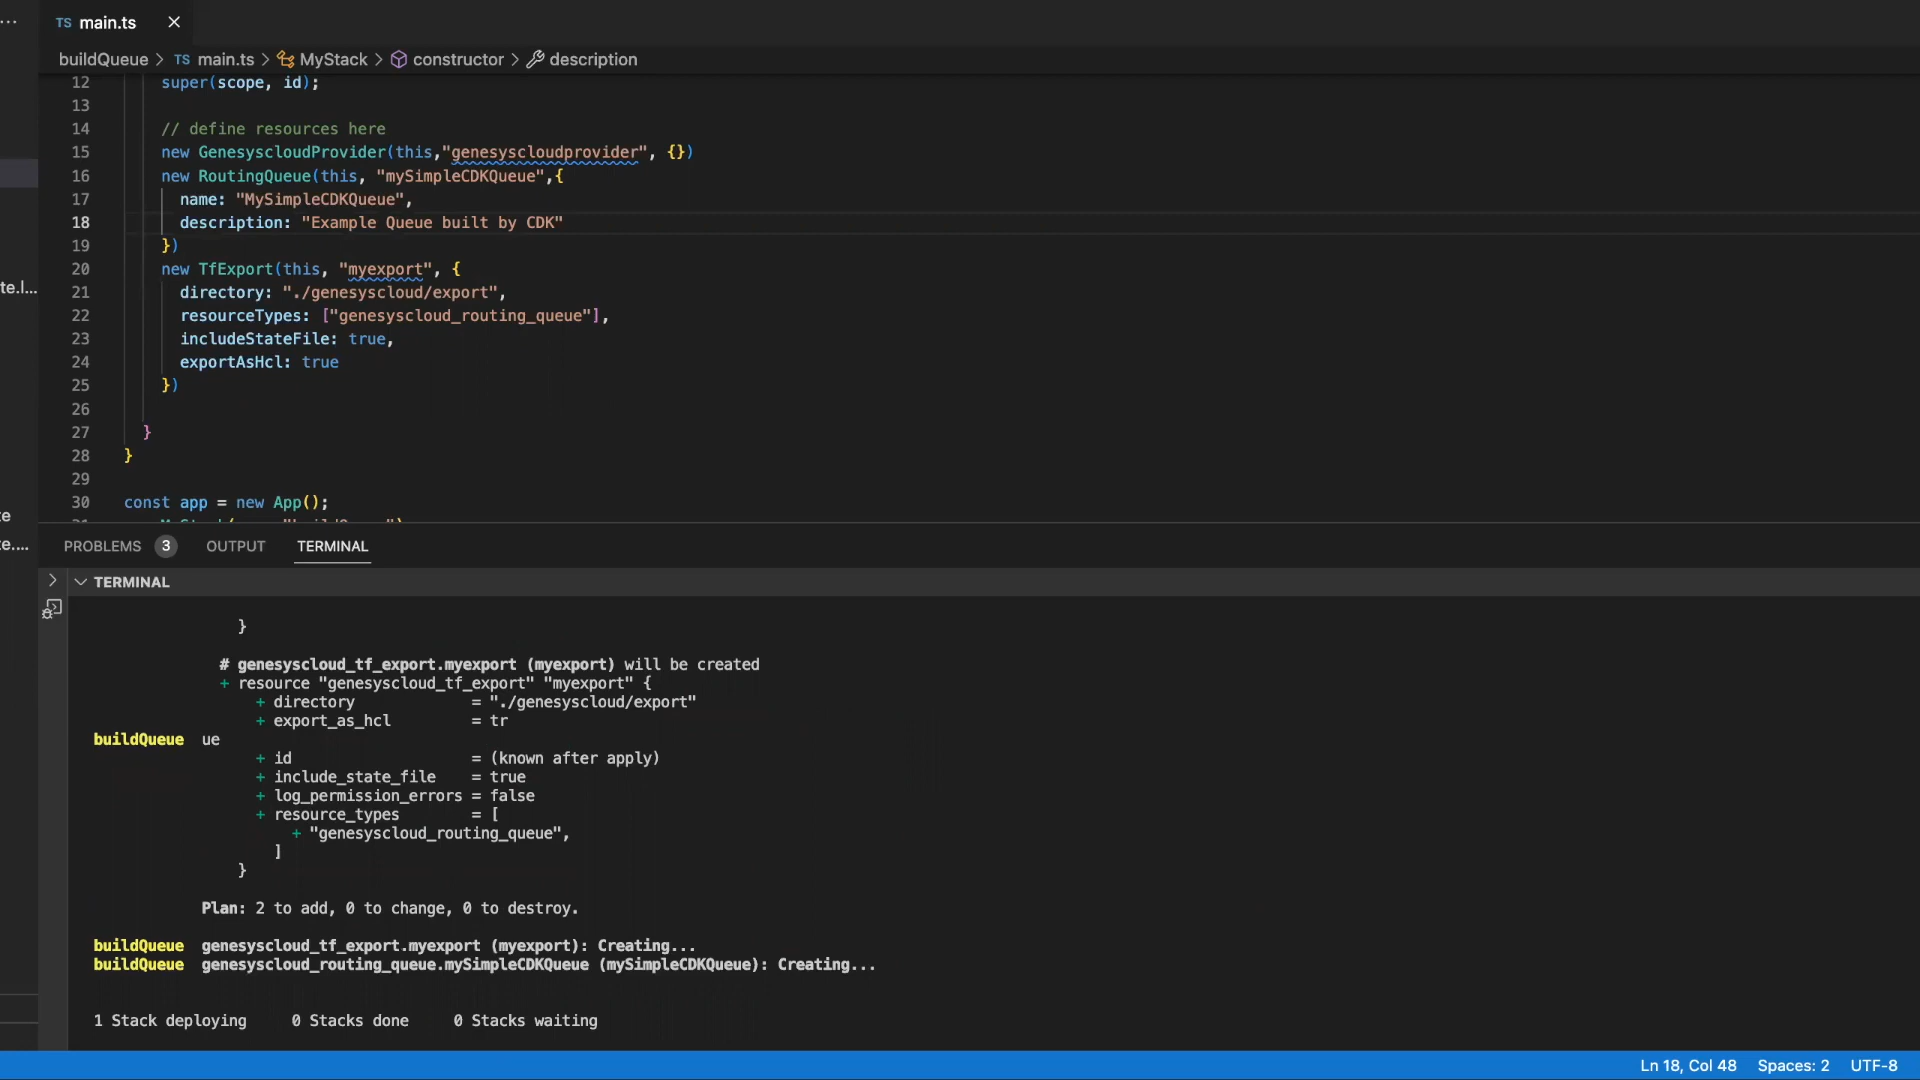 TS main.ts
buildQueue > TS main.ts > MyStack > constructor > description
12 super(scope, id);
13
14 // define resources here
15 new GenesyscloudProvider(this,"genesyscloudprovider", {})
16 new RoutingQueue(this, "mySimpleCDKQueue",{
17 name: "MySimpleCDKQueue",
18 description: "Example Queue built by CDK"
19 })
20 new TfExport(this, "myexport", {
21 directory: "./genesyscloud/export",
te.l...
22 resourceTypes: ["genesyscloud_routing_queue"],
23 includeStateFile: true,
24 exportAsHcl: true
25 })
26
27 }
28 }
29
30 const app = new App();
te
te....
PROBLEMS 3 OUTPUT TERMINAL
TERMINAL
}
# genesyscloud_tf_export.myexport (myexport) will be created
+ resource "genesyscloud_tf_export" "myexport" {
+ directory = "./genesyscloud/export"
+ export_as_hcl = tr
buildQueue ue
+ id = (known after apply)
+ include_state_file = true
+ log_permission_errors = false
+ resource_types = [
+ "genesyscloud_routing_queue",
]
}
Plan: 2 to add, 0 to change, 0 to destroy.
buildQueue genesyscloud_tf_export.myexport (myexport): Creating...
buildQueue genesyscloud_routing_queue.mySimpleCDKQueue (mySimpleCDKQueue): Creating...
1 Stack deploying 0 Stacks done 0 Stacks waiting
Ln 18, Col 48 Spaces: 2 UTF-8